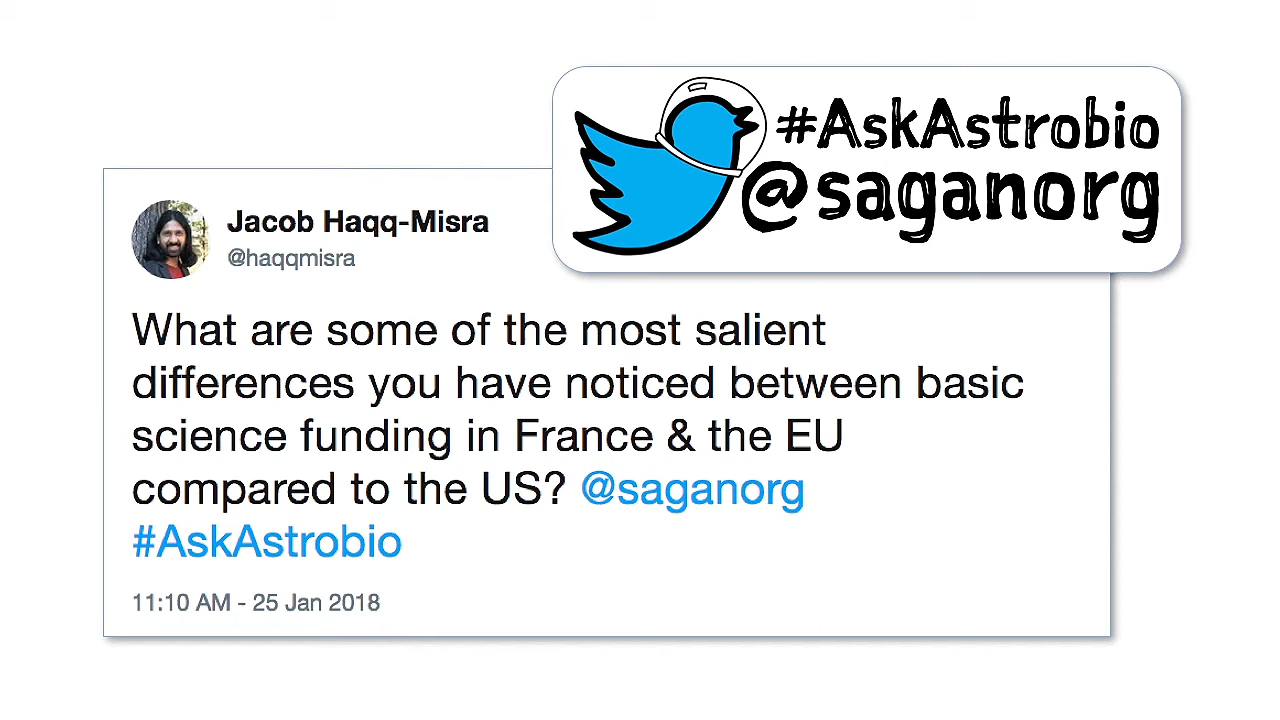 #AskAstrobio
@saganorg
Jacob Haqq-Misra
@haqqmisra
What are some of the most salient
differences you have noticed between basic
science funding in France & the EU
compared to the US? @saganorg
#AskAstrobio
11:10 AM - 25 Jan 2018